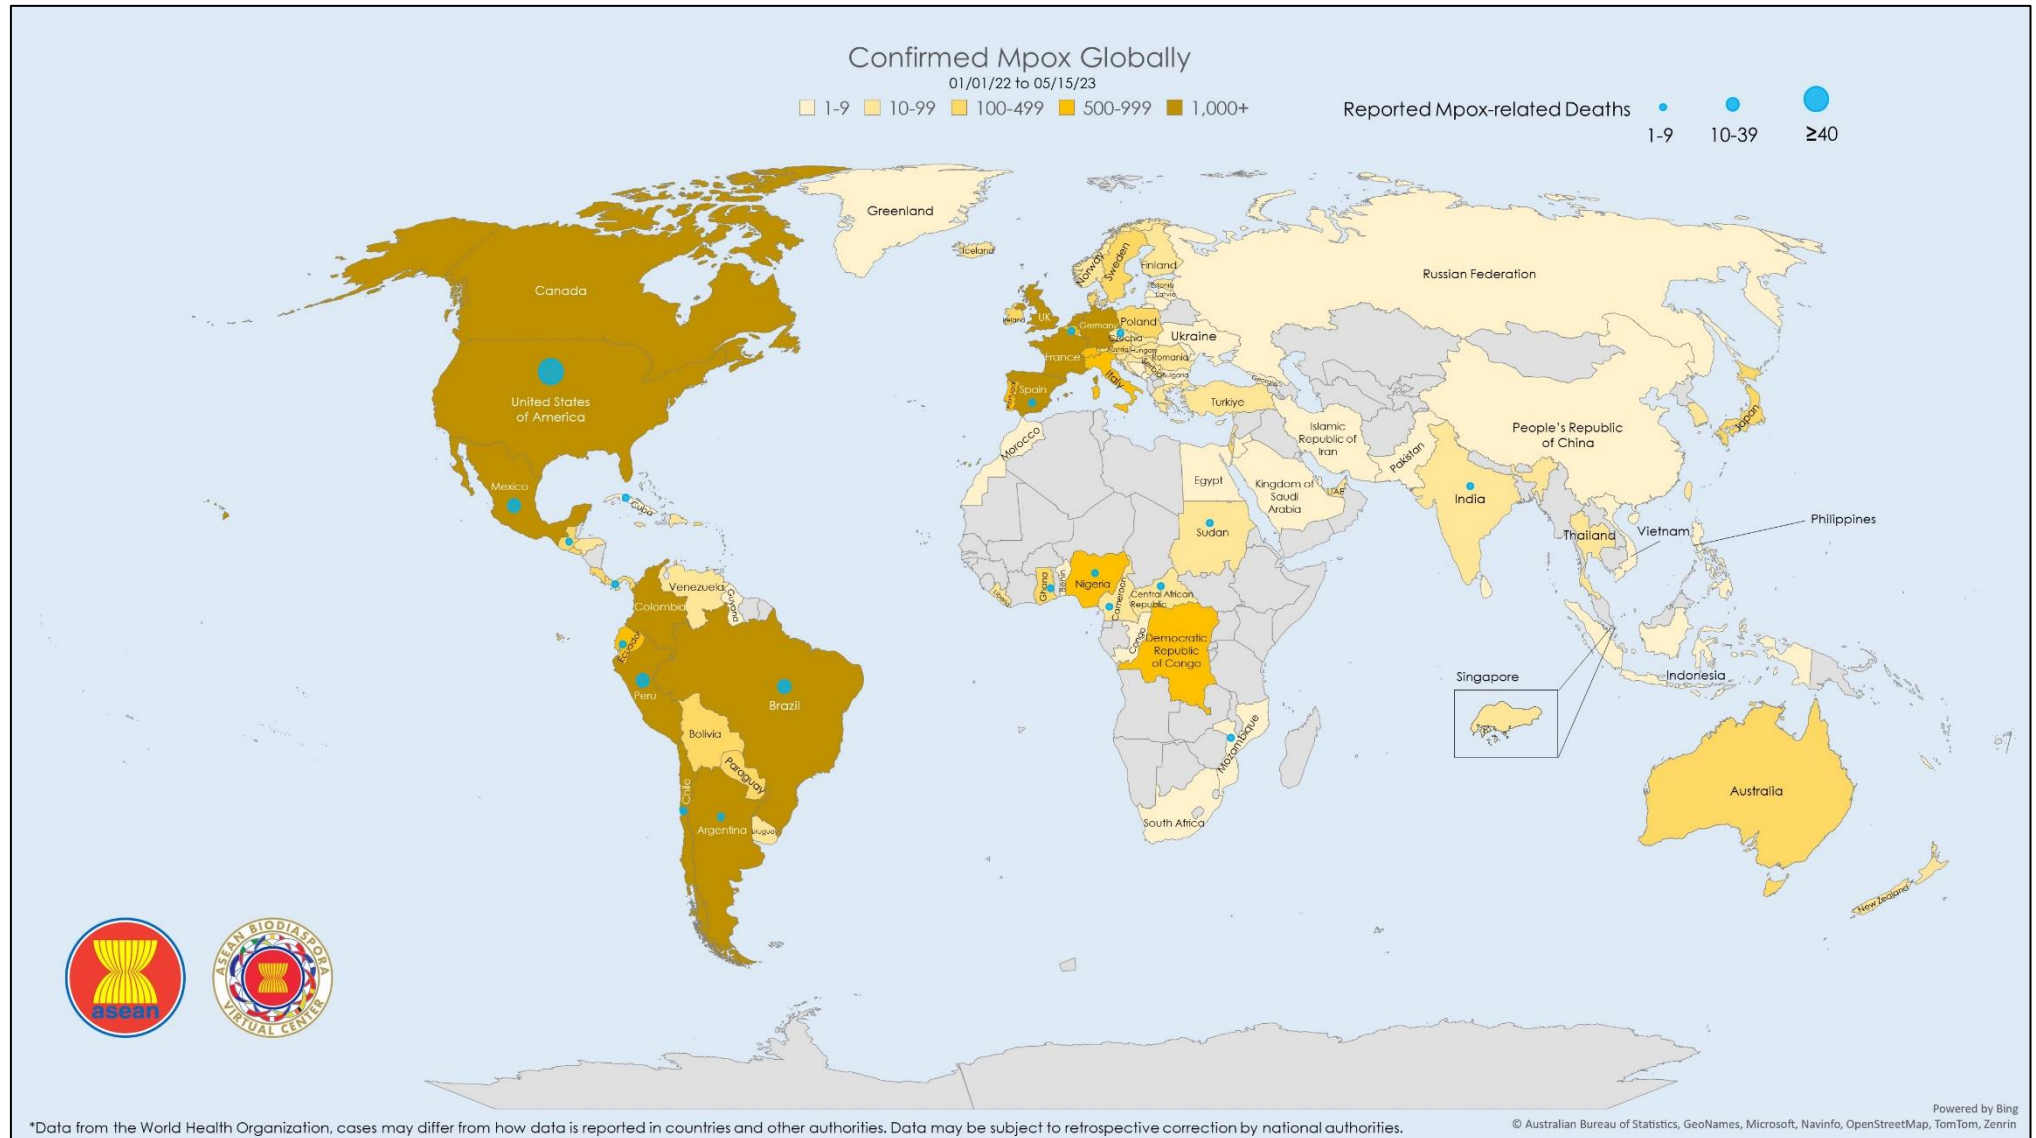 Confirmed Mpox Globally
01/01/22 to 05/15/23
1-9 10-99 100-499 500-999 1,000+
Reported Mpox-related Deaths
1-9 10-39 ≥40
Greenland
Iceland
Norway
Sweden
Finland
Estonia
Latvia
Russian Federation
Canada
Ireland
UK
Germany
Poland
Czechia
Ukraine
France
Austria
Hungary
Romania
Serbia
Bulgaria
Italy
Spain
Georgia
Turkiye
United States
of America
Islamic
Republic of
Iran
People's Republic
of China
Japan
Morocco
Pakistan
Egypt
Kingdom of
Saudi
Arabia
UAE
India
Mexico
Cuba
Sudan
Thailand
Vietnam
Philippines
Venezuela
Guyana
Colombia
Liberia
Ghana
Benin
Nigeria
Cameroon
Central African
Republic
Ecuador
Congo
Democratic
Republic
of Congo
Singapore
Indonesia
Peru
Brazil
Bolivia
Paraguay
Mozambique
Chile
Argentina
Uruguay
South Africa
Australia
New Zealand
asean
ASEAN BIODIASPORA
VIRTUAL CENTER
Powered by Bing
*Data from the World Health Organization, cases may differ from how data is reported in countries and other authorities. Data may be subject to retrospective correction by national authorities.
© Australian Bureau of Statistics, GeoNames, Microsoft, Navinfo, OpenStreetMap, TomTom, Zenrin